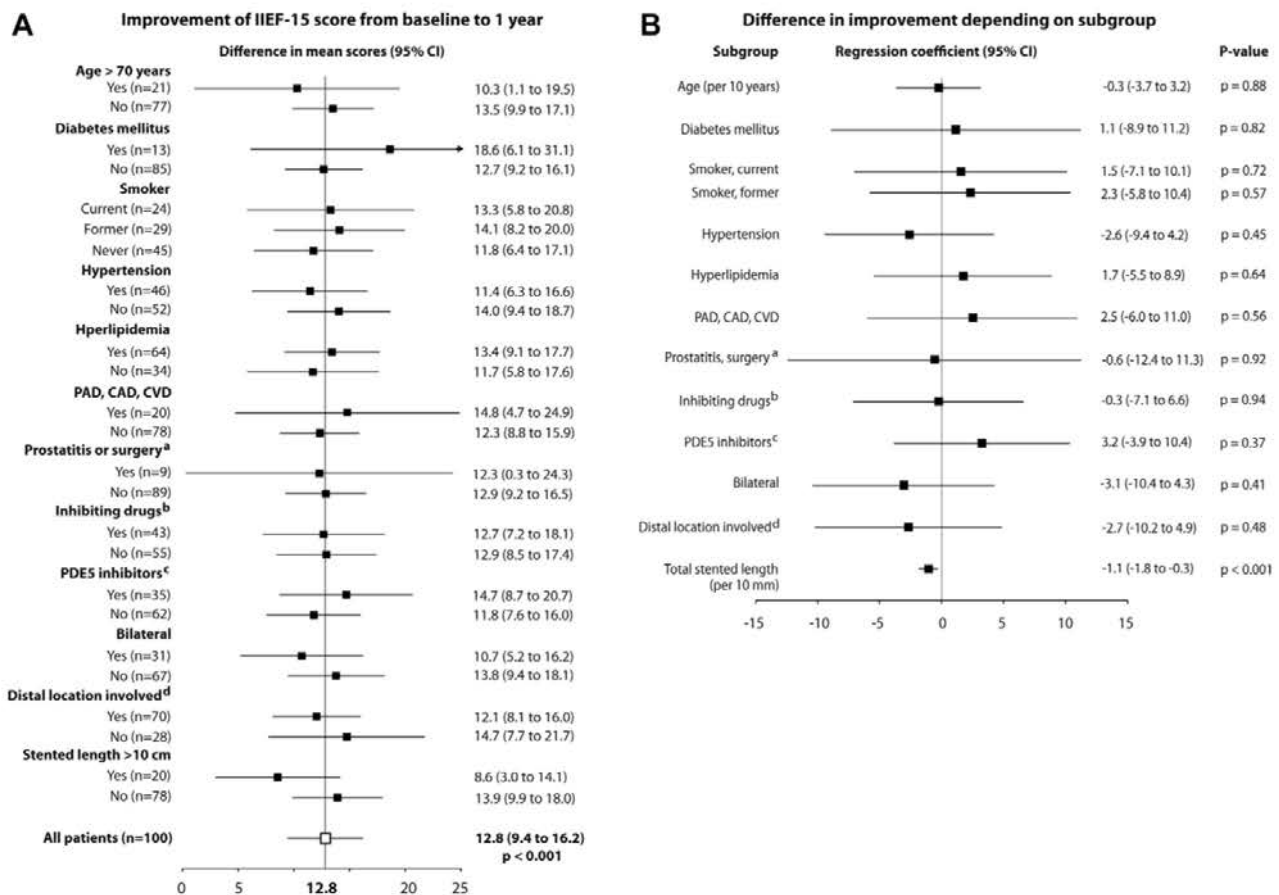 A
Improvement of IIEF-15 score from baseline to 1 year
Difference in mean scores (95% CI)
Age > 70 years
Yes (n=21) 10.3 (1.1 to 19.5)
No (n=77) 13.5 (9.9 to 17.1)
Diabetes mellitus
Yes (n=13) 18.6 (6.1 to 31.1)
No (n=85) 12.7 (9.2 to 16.1)
Smoker
Current (n=24) 13.3 (5.8 to 20.8)
Former (n=29) 14.1 (8.2 to 20.0)
Never (n=45) 11.8 (6.4 to 17.1)
Hypertension
Yes (n=46) 11.4 (6.3 to 16.6)
No (n=52) 14.0 (9.4 to 18.7)
Hperlipidemia
Yes (n=64) 13.4 (9.1 to 17.7)
No (n=34) 11.7 (5.8 to 17.6)
PAD, CAD, CVD
Yes (n=20) 14.8 (4.7 to 24.9)
No (n=78) 12.3 (8.8 to 15.9)
Prostatitis or surgerya
Yes (n=9) 12.3 (0.3 to 24.3)
No (n=89) 12.9 (9.2 to 16.5)
Inhibiting drugsb
Yes (n=43) 12.7 (7.2 to 18.1)
No (n=55) 12.9 (8.5 to 17.4)
PDE5 inhibitorsc
Yes (n=35) 14.7 (8.7 to 20.7)
No (n=62) 11.8 (7.6 to 16.0)
Bilateral
Yes (n=31) 10.7 (5.2 to 16.2)
No (n=67) 13.8 (9.4 to 18.1)
Distal location involvedd
Yes (n=70) 12.1 (8.1 to 16.0)
No (n=28) 14.7 (7.7 to 21.7)
Stented length >10 cm
Yes (n=20) 8.6 (3.0 to 14.1)
No (n=78) 13.9 (9.9 to 18.0)
All patients (n=100) 12.8 (9.4 to 16.2)
p < 0.001
0 5 12.8 20 25
B
Difference in improvement depending on subgroup
Subgroup Regression coefficient (95% CI) P-value
Age (per 10 years) -0.3 (-3.7 to 3.2) p = 0.88
Diabetes mellitus 1.1 (-8.9 to 11.2) p = 0.82
Smoker, current 1.5 (-7.1 to 10.1) p = 0.72
Smoker, former 2.3 (-5.8 to 10.4) p = 0.57
Hypertension -2.6 (-9.4 to 4.2) p = 0.45
Hyperlipidemia 1.7 (-5.5 to 8.9) p = 0.64
PAD, CAD, CVD 2.5 (-6.0 to 11.0) p = 0.56
Prostatitis, surgery a -0.6 (-12.4 to 11.3) p = 0.92
Inhibiting drugsb -0.3 (-7.1 to 6.6) p = 0.94
PDE5 inhibitorsc 3.2 (-3.9 to 10.4) p = 0.37
Bilateral -3.1 (-10.4 to 4.3) p = 0.41
Distal location involvedd -2.7 (-10.2 to 4.9) p = 0.48
Total stented length -1.1 (-1.8 to -0.3) p < 0.001
(per 10 mm)
-15 -10 -5 0 5 10 15